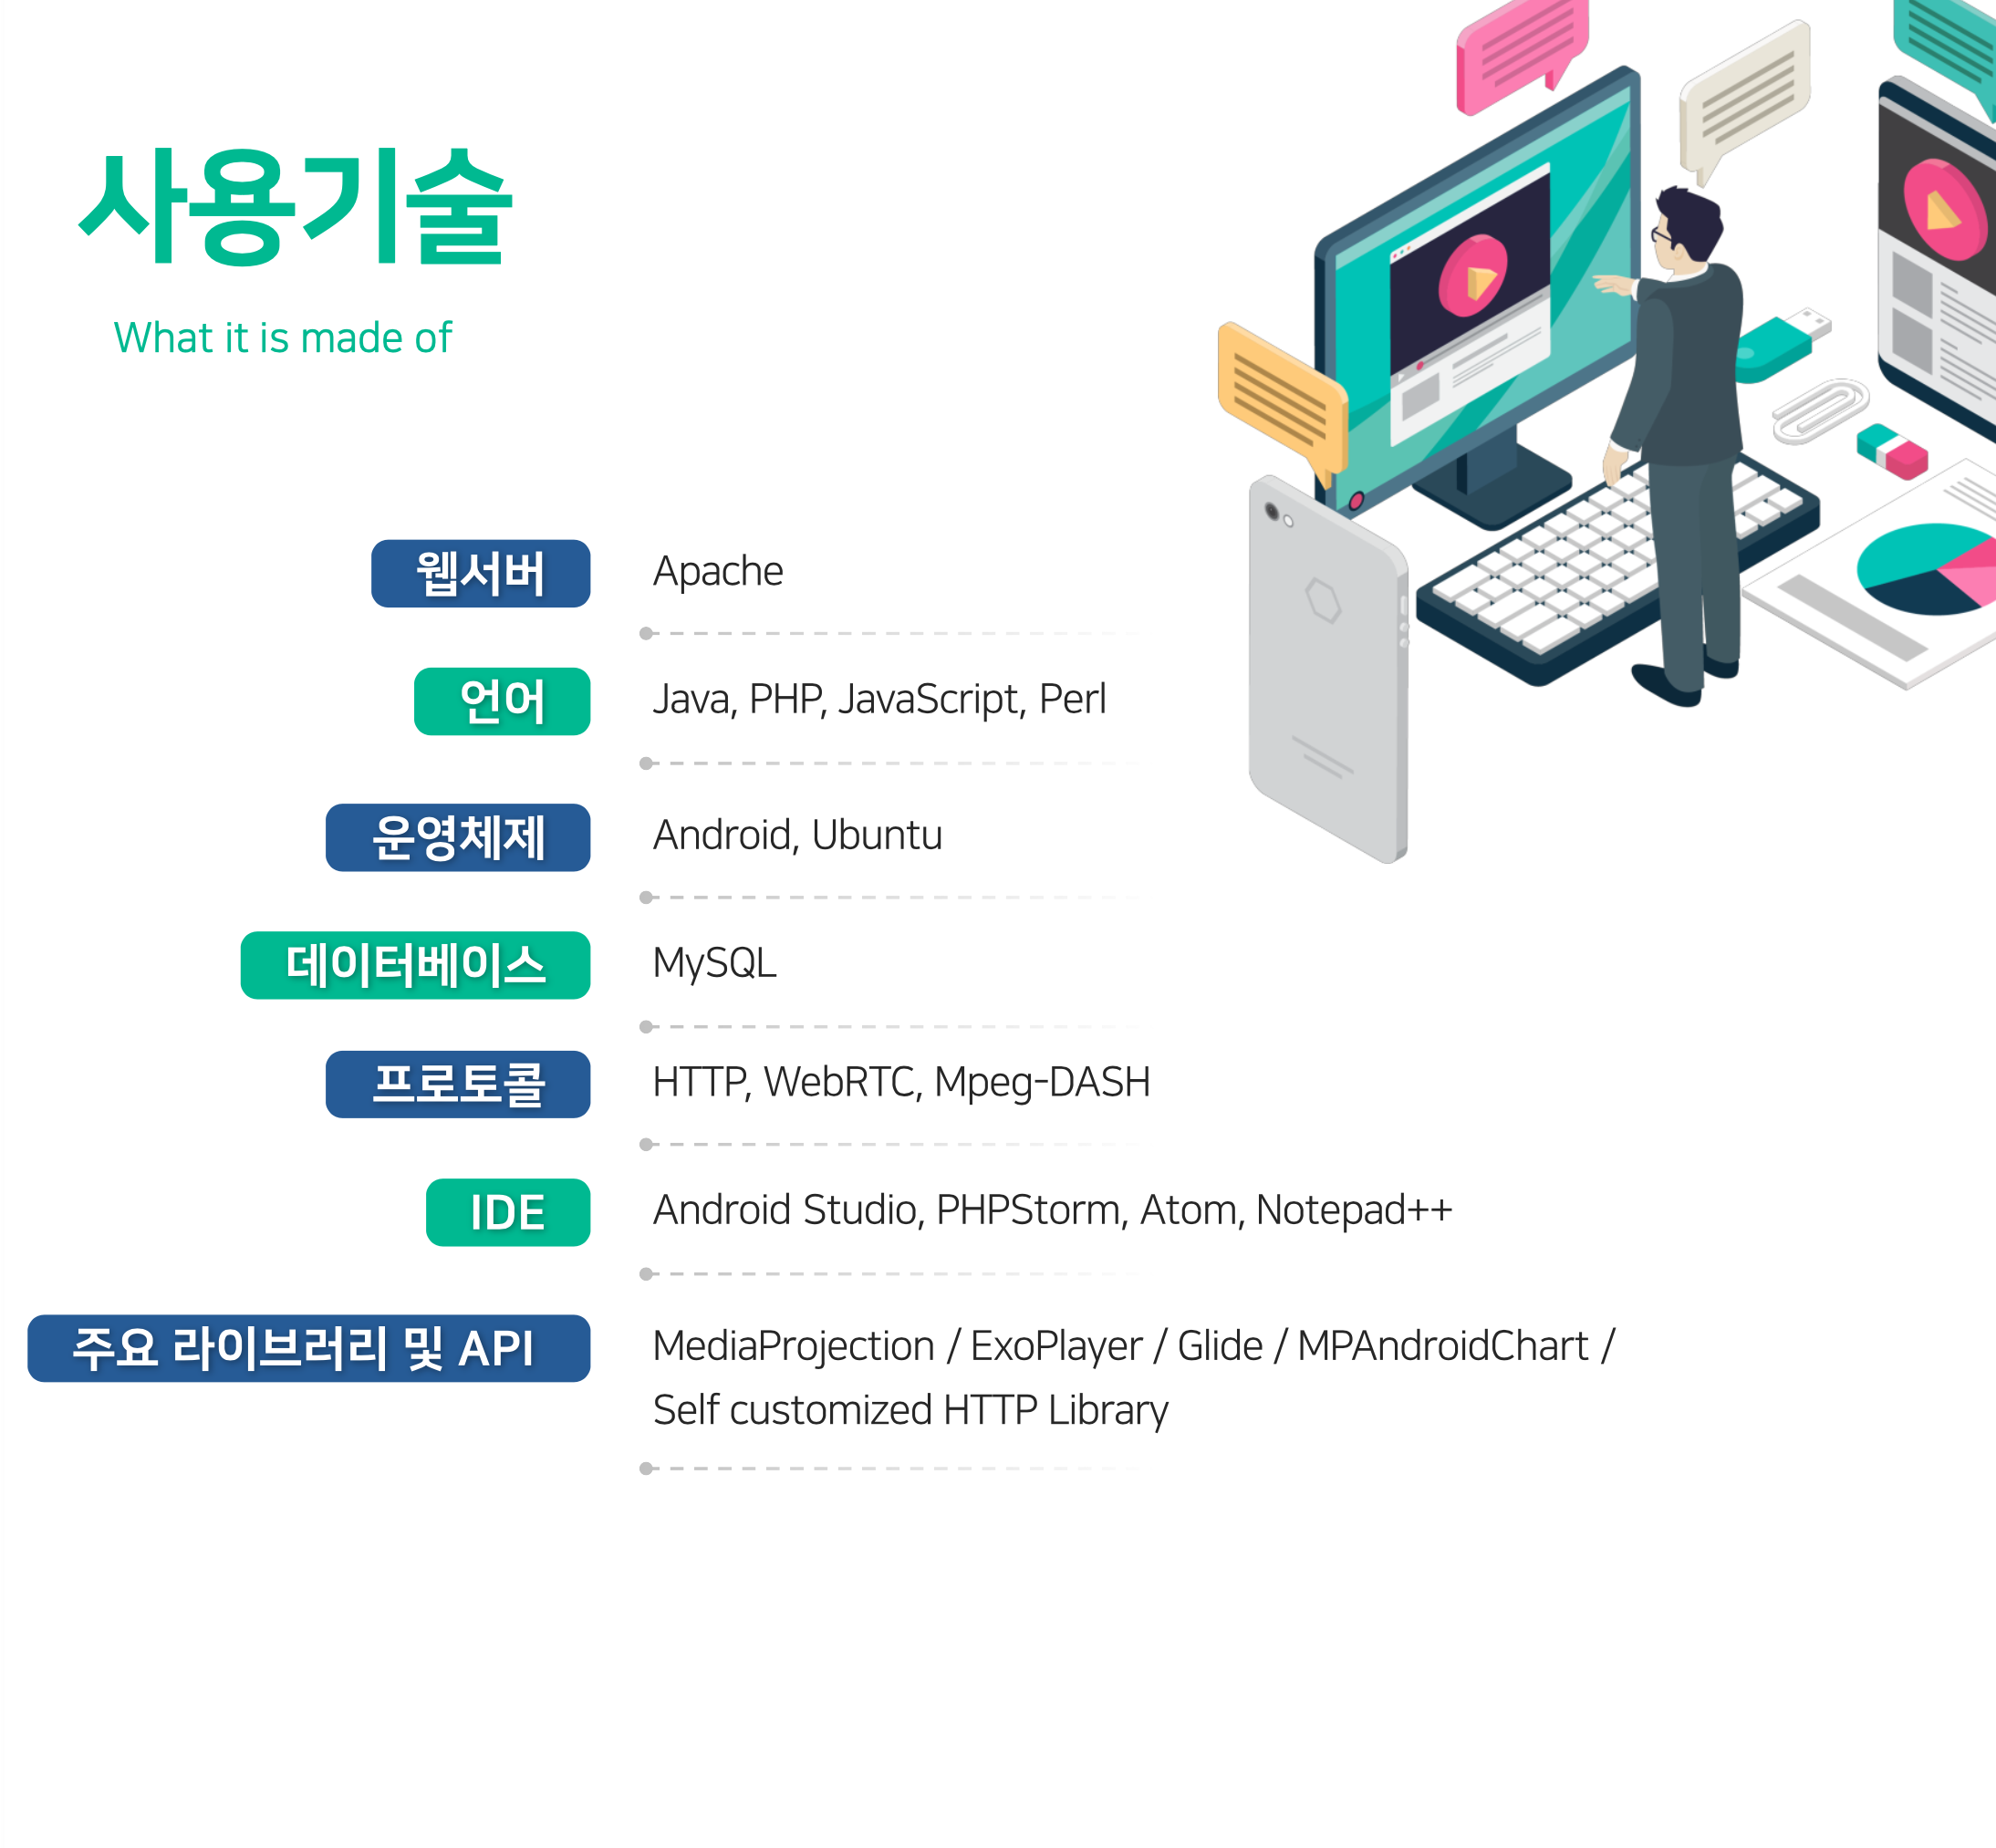 사용기술
What it is made of
웹서버
Apache
언어
Java, PHP, JavaScript, Perl
운영체제
Android, Ubuntu
데이터베이스
MySQL
프로토콜
HTTP, WebRTC, Mpeg-DASH
IDE
Android Studio, PHPStorm, Atom, Notepad++
주요 라이브러리 및 API
MediaProjection / ExoPlayer / Glide / MPAndroidChart /
Self customized HTTP Library